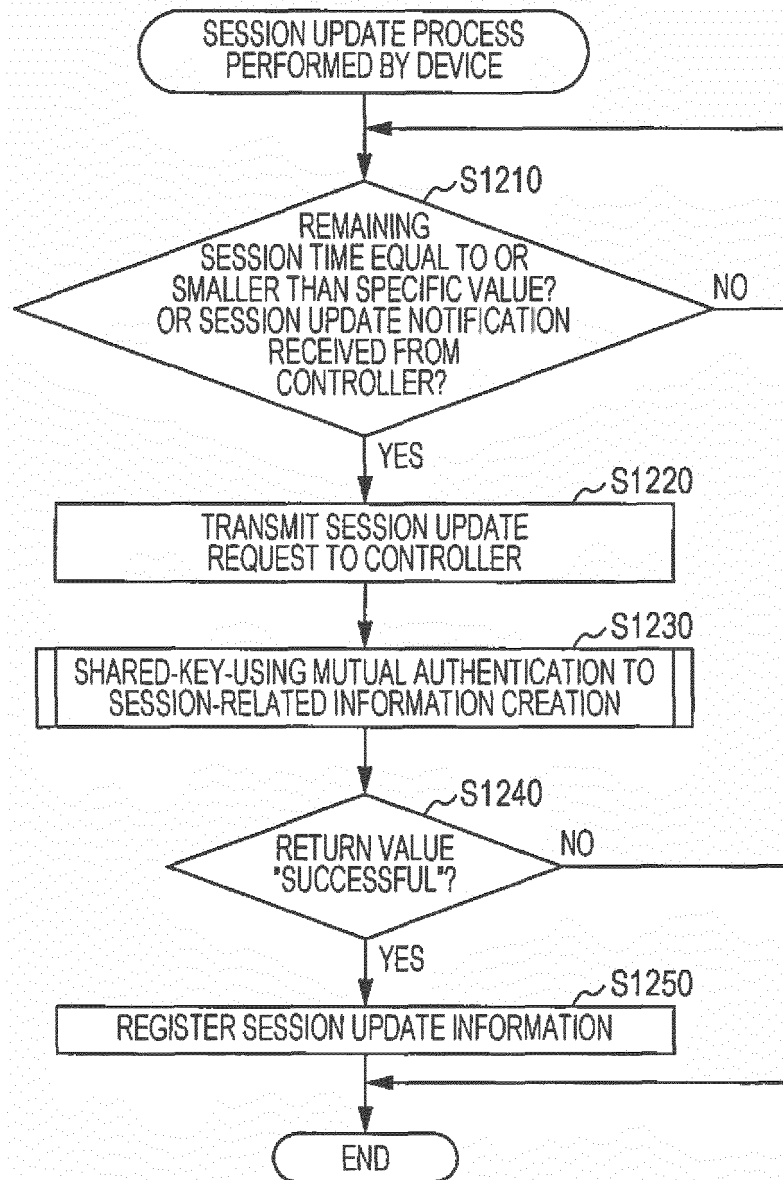 SESSION UPDATE PROCESS
PERFORMED BY DEVICE
S1210
REMAINING
SESSION TIME EQUAL TO OR
SMALLER THAN SPECIFIC VALUE?
OR SESSION UPDATE NOTIFICATION
RECEIVED FROM
CONTROLLER?
NO
YES
S1220
TRANSMIT SESSION UPDATE
REQUEST TO CONTROLLER
S1230
SHARED-KEY-USING MUTUAL AUTHENTICATION TO
SESSION-RELATED INFORMATION CREATION
S1240
RETURN VALUE
"SUCCESSFUL"?
NO
YES
S1250
REGISTER SESSION UPDATE INFORMATION
END